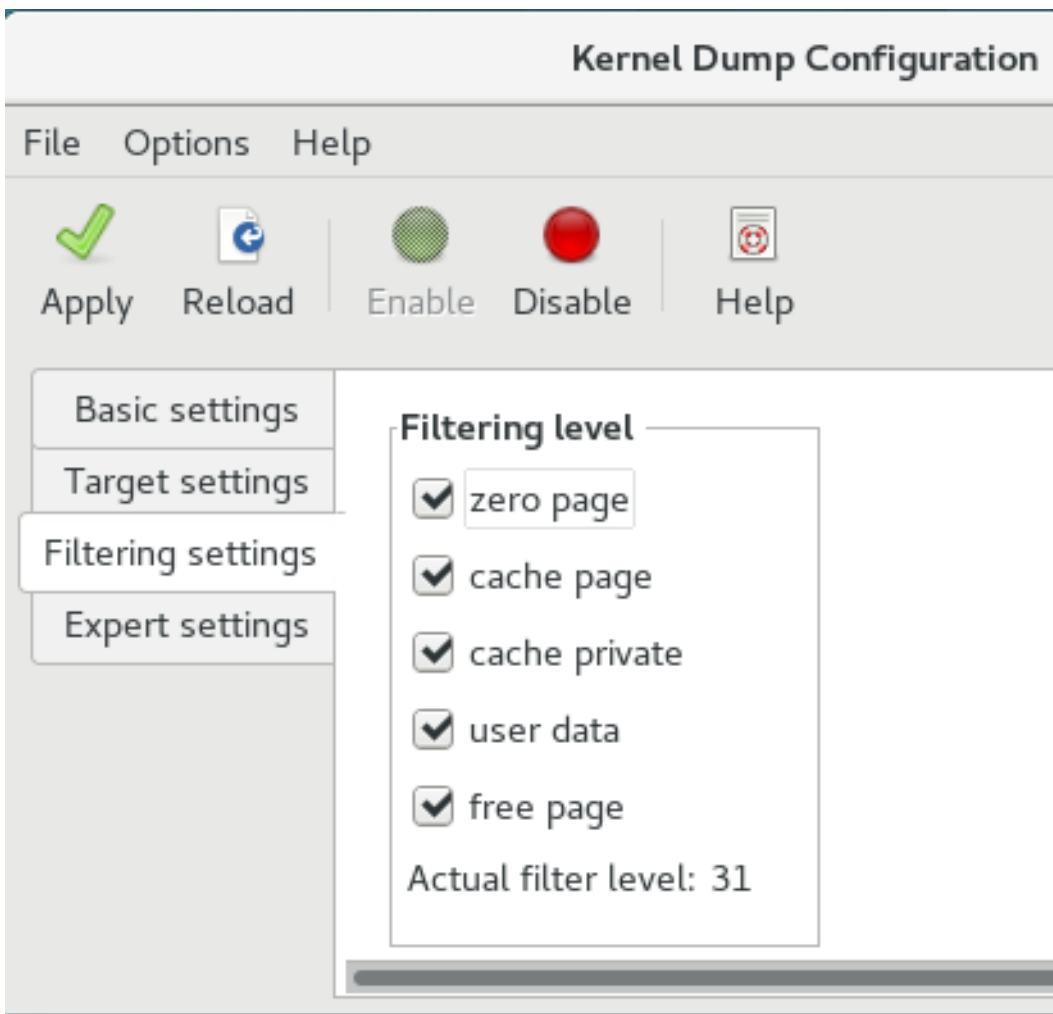 Kernel Dump Configuration
File Options Help
Apply Reload Enable Disable Help
Basic settings
Target settings
Filtering settings
Expert settings
Filtering level
zero page
cache page
cache private
user data
free page
Actual filter level: 31